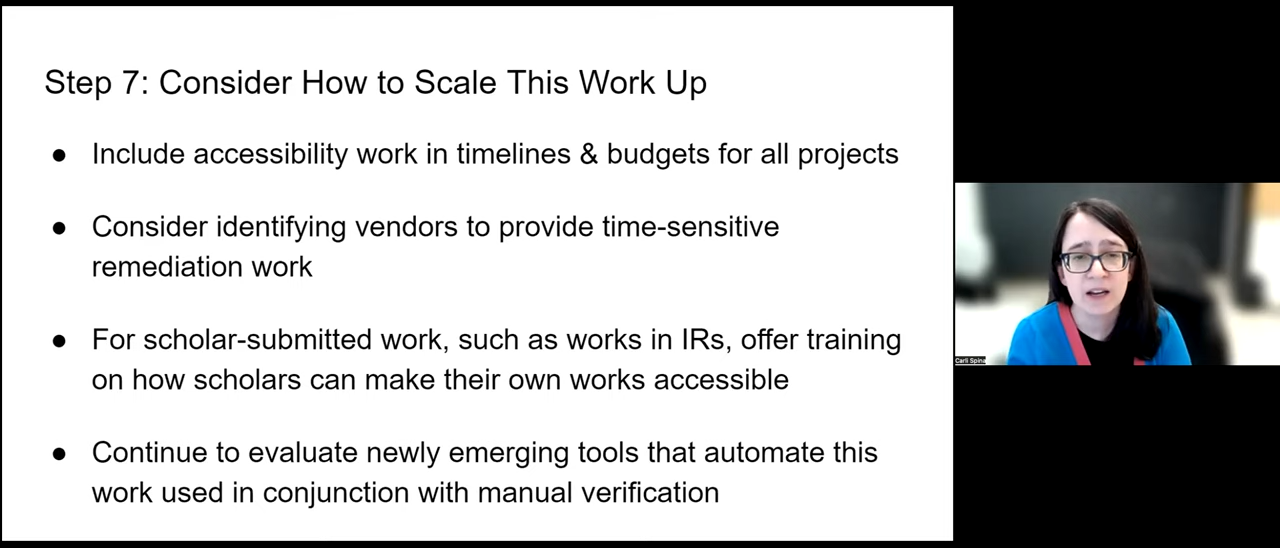 Step 7: Consider How to Scale This Work Up
● Include accessibility work in timelines & budgets for all projects
● Consider identifying vendors to provide time-sensitive
remediation work
● For scholar-submitted work, such as works in IRs, offer training
on how scholars can make their own works accessible
● Continue to evaluate newly emerging tools that automate this
work used in conjunction with manual verification
Carli Spina